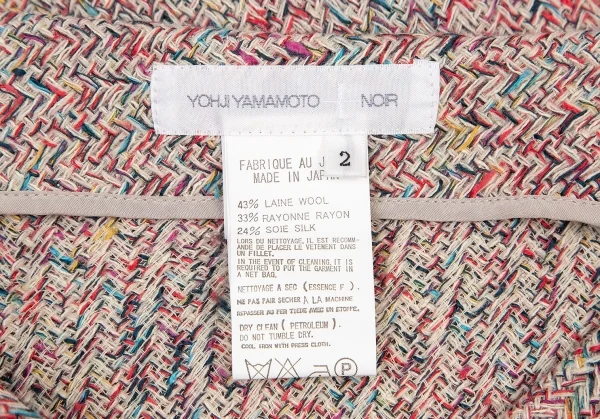 YOHJI YAMAMOTO NOIR
2
FABRIQUE AU J
MADE IN JAPAN
43% LAINE WOOL
33% RAYONNE RAYON
24% SOIE SILK
LORS DU NETTOYAGE, IL EST RECOMM-
ANDE DE PLACER LE VETEMENT DANS
UN FILLET.
IN THE EVENT OF CLEANING, IT IS
REQUIRED TO PUT THE GARMENT IN
A NET BAG.
NETTOYAGE A SEC (ESSENCE F).
NE PAS FAIR SECHER A LA MACHINE
REPASSER AU FER TIEDE AVEC UN ETOFFE.
DRY CLEAN (PETROLEUM).
DO NOT TUMBLE DRY.
COOL IRON WITH PRESS CLOTH.
P